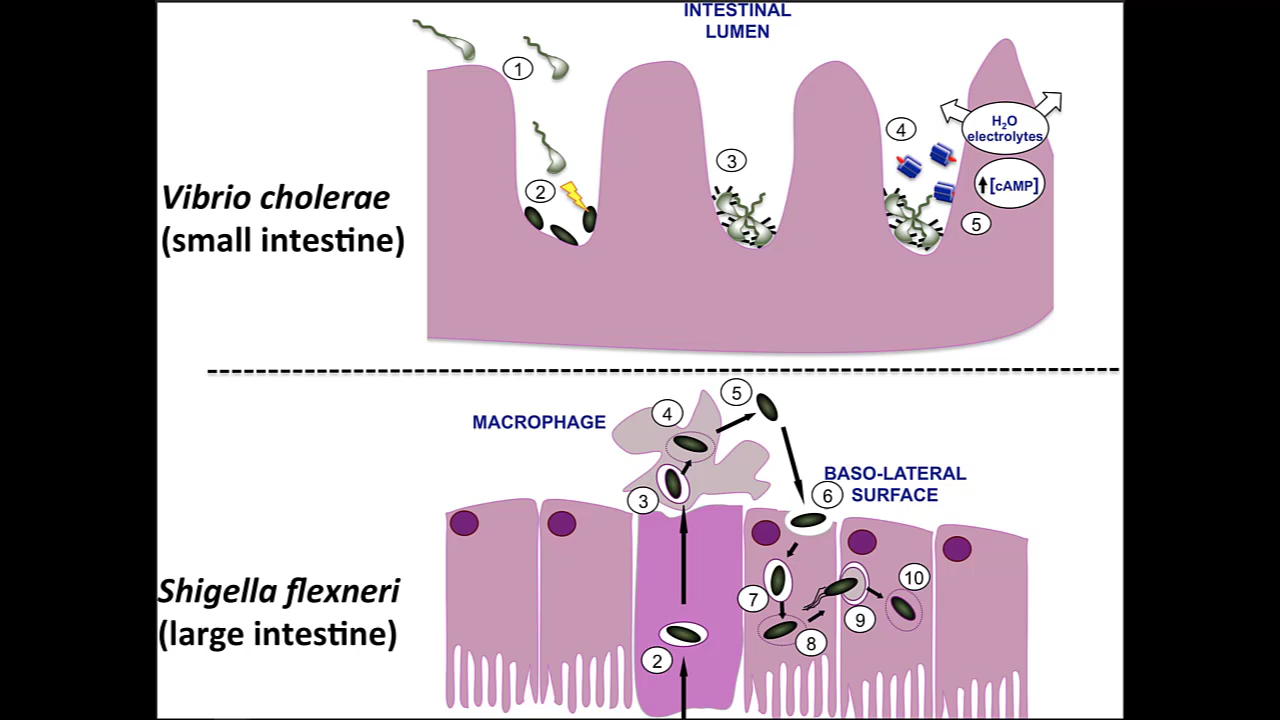 INTESTINAL
LUMEN
1
2
3
4
H2O
electrolytes
[cAMP]
5
Vibrio cholerae
(small intestine)
MACROPHAGE
4
5
3
BASO-LATERAL
SURFACE
6
Shigella flexneri
(large intestine)
2
7
8
9
10